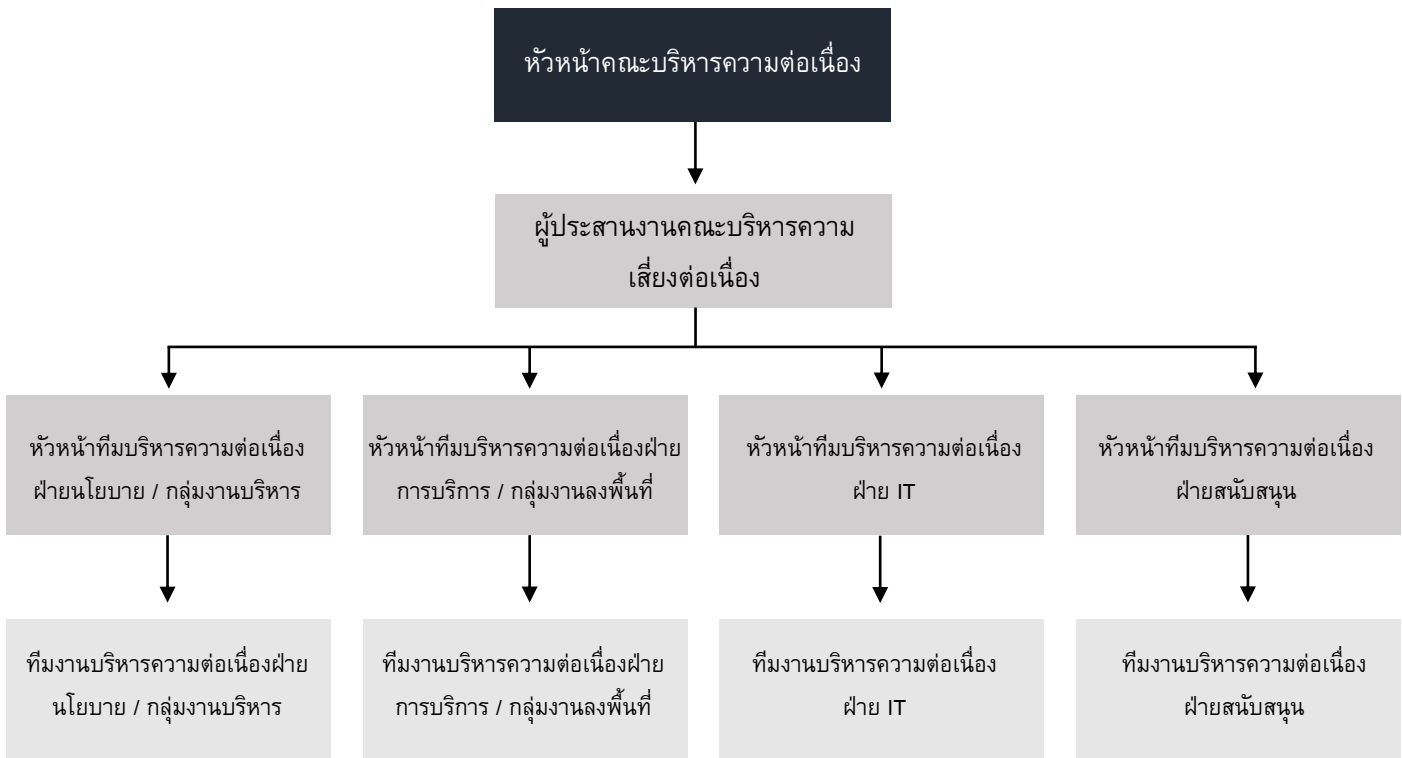 หัวหน้าคณะบริหารความต่อเนื่อง
ผู้ประสานงานคณะบริหารความ
เสี่ยงต่อเนื่อง
หัวหน้าทีมบริหารความต่อเนื่อง
ฝ่ายนโยบาย / กลุ่มงานบริหาร
หัวหน้าทีมบริหารความต่อเนื่องฝ่าย
การบริการ / กลุ่มงานลงพื้นที่
หัวหน้าทีมบริหารความต่อเนื่อง
ฝ่าย IT
หัวหน้าทีมบริหารความต่อเนื่อง
ฝ่ายสนับสนุน
ทีมงานบริหารความต่อเนื่องฝ่าย
นโยบาย / กลุ่มงานบริหาร
ทีมงานบริหารความต่อเนื่องฝ่าย
การบริการ / กลุ่มงานลงพื้นที่
ทีมงานบริหารความต่อเนื่อง
ฝ่าย IT
ทีมงานบริหารความต่อเนื่อง
ฝ่ายสนับสนุน